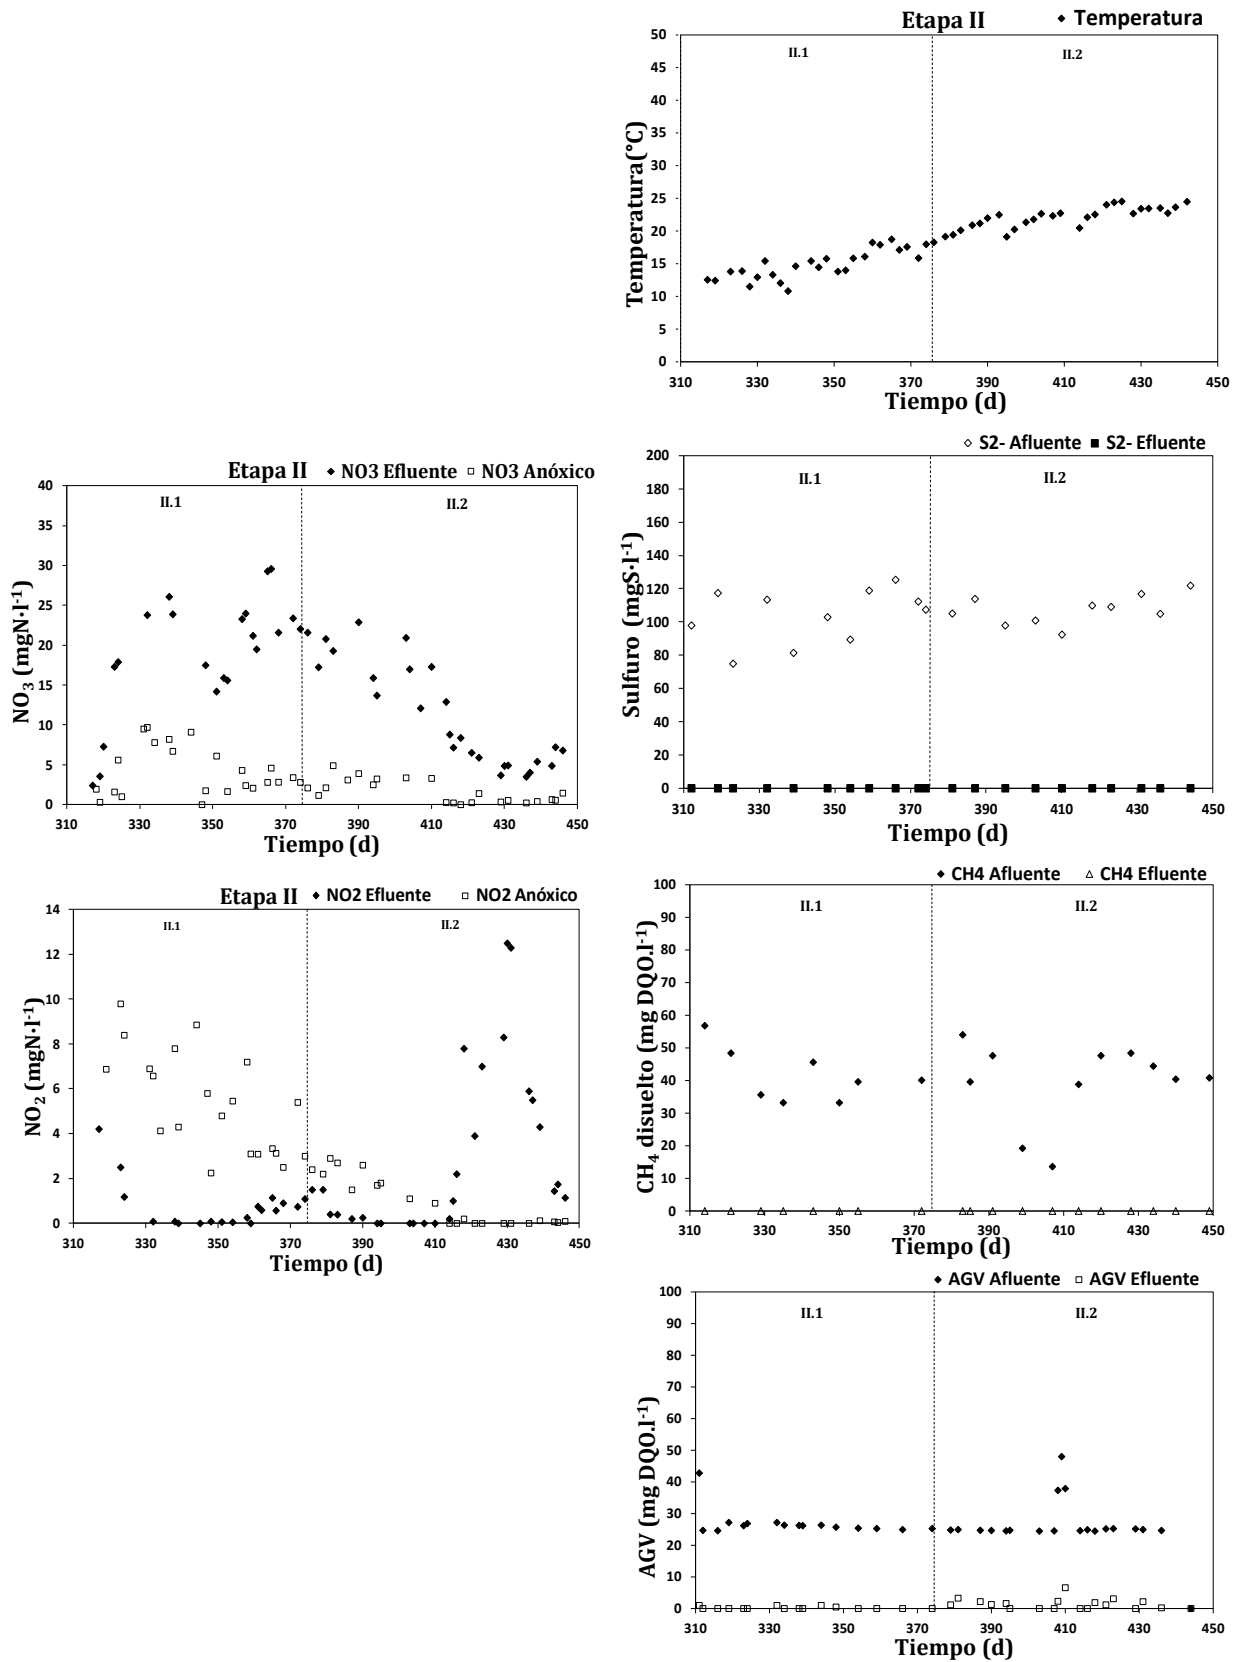 Etapa II
Temperatura
II.1
II.2
50
45
40
35
30
25
20
15
10
5
0
Temperatura(°C)
310 330 350 370 390 410 430 450
Tiempo (d)
Etapa II
NO3 Efluente NO3 Anóxico
II.1
II.2
40
35
30
25
20
15
10
5
0
NO3 (mgN·l-1)
310 330 350 370 390 410 430 450
Tiempo (d)
S2- Afluente S2- Efluente
II.1
II.2
200
180
160
140
120
100
80
60
40
20
0
Sulfuro (mgS·l-1)
310 330 350 370 390 410 430 450
Tiempo (d)
Etapa II
NO2 Efluente NO2 Anóxico
II.1
II.2
14
12
10
8
6
4
2
0
NO2 (mgN·l-1)
310 330 350 370 390 410 430 450
Tiempo (d)
CH4 Afluente CH4 Efluente
II.1
II.2
100
90
80
70
60
50
40
30
20
10
0
CH4 disuelto (mg DQO.l-1)
310 330 350 370 390 410 430 450
Tiempo (d)
AGV Afluente AGV Efluente
II.1
II.2
100
90
80
70
60
50
40
30
20
10
0
AGV (mg DQO.l-1)
310 330 350 370 390 410 430 450
Tiempo (d)